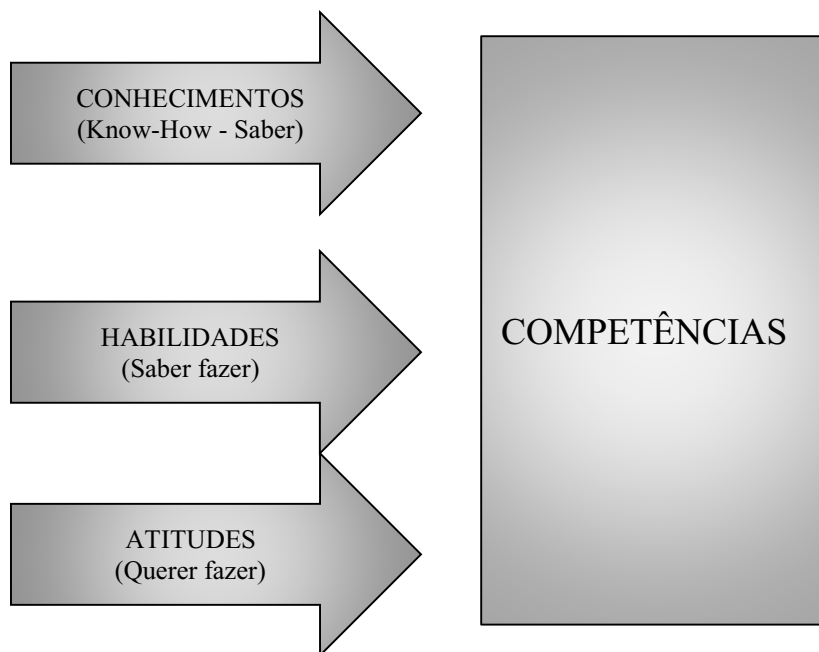 CONHECIMENTOS
(Know-How - Saber)
HABILIDADES
(Saber fazer)
ATITUDES
(Querer fazer)
COMPETÊNCIAS